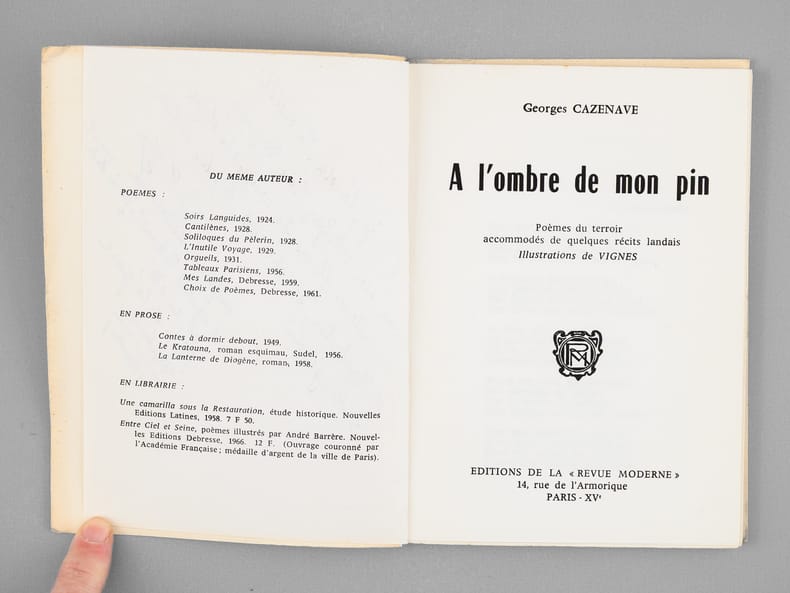 DU MEME AUTEUR :
POEMES :
Soirs Languides, 1924.
Cantilènes, 1928.
Soliloques du Pèlerin, 1928.
L'Inutile Voyage, 1929.
Orgueils, 1931.
Tableaux Parisiens, 1956.
Mes Landes, Debresse, 1959.
Choix de Poèmes, Debresse, 1961.
EN PROSE :
Contes à dormir debout, 1949.
Le Kratouna, roman esquimau, Sudel, 1956.
La Lanterne de Diogène, roman, 1958.
EN LIBRAIRIE :
Une camarilla sous la Restauration, étude historique. Nouvelles
Editions Latines, 1958. 7 F 50.
Entre Ciel et Seine, poèmes illustrés par André Barrère. Nouvel-
les Editions Debresse, 1966. 12 F. (Ouvrage couronné par
l'Académie Française ; médaille d'argent de la ville de Paris).
Georges CAZENAVE
A l'ombre de mon pin
Poèmes du terroir
accommodés de quelques récits landais
Illustrations de VIGNES
EDITIONS DE LA « REVUE MODERNE »
14, rue de l'Armorique
PARIS - XVᵉ